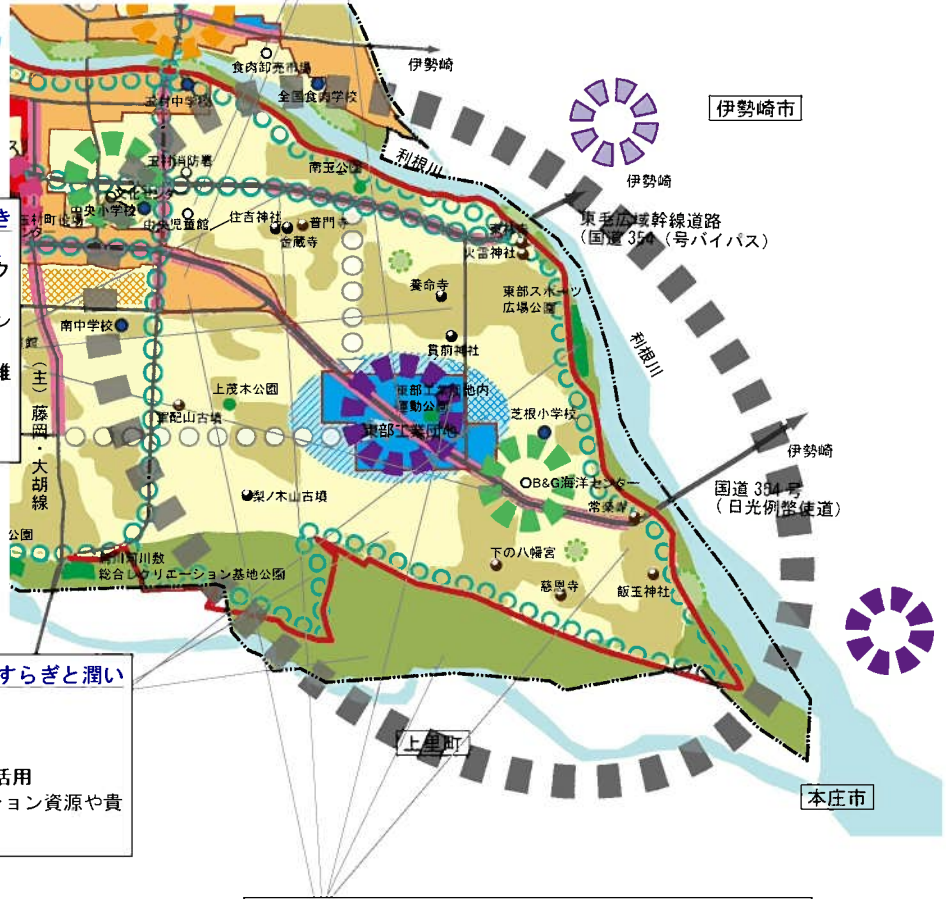 伊勢崎
食肉卸売市場
全国食肉学校
玉村中学校
伊勢崎市
利根川
玉村消防署
南玉公園
伊勢崎
文化センター
中央小学校
中央児童館
住吉神社
普門寺
金蔵寺
東毛広域幹線道路
(国道354(号バイパス)
火雷神社
き
養命寺
東部スポーツ
広場公園
ン
南中学校
館
貫前神社
利根川
雑
(主)藤岡・大胡線
上茂木公園
東部工業団地内
運動公園
軍配山古墳
東部工業団地
芝根小学校
伊勢崎
B&G海洋センター
国道354号
(日光例幣使道)
梨ノ木山古墳
常楽寺
公園
下の八幡宮
総合レクリエーション基地公園
慈恩寺
飯玉神社
すらぎと潤い
上里町
活用
ション資源や貴
本庄市